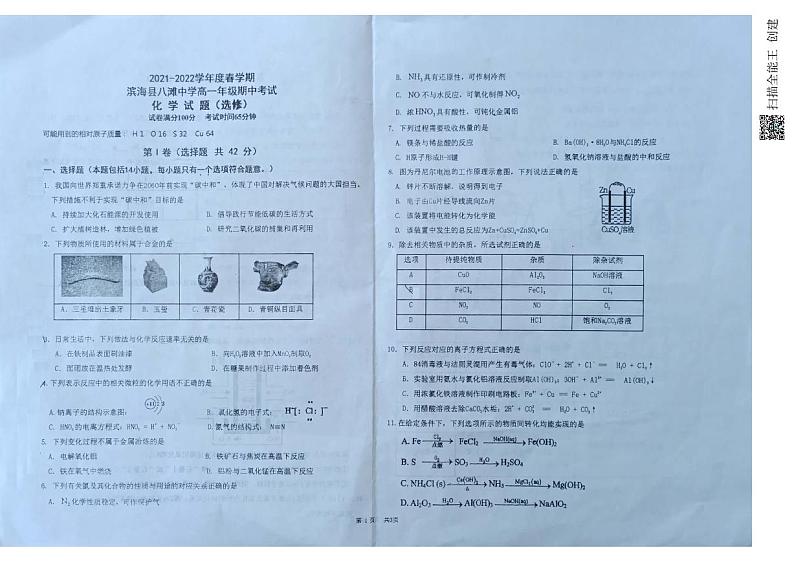 2021-2022学年度春学期
滨海县八滩中学高一年级期中考试
化 学 试 题（选修）
试卷满分100分 考试时间65分钟
可能用到的相对原子质量：H 1 O 16 S 32 Cu 64
第Ⅰ卷（选择题 共 42 分）
一、选择题（本题包括14小题，每小题只有一个选项符合题意。）
1. 我国向世界郑重承诺力争在2060年前实现“碳中和”，体现了中国对解决气候问题的大国担当。
下列措施不利于实现“碳中和”目标的是
A. 持续加大化石能源的开发使用 B. 倡导践行节能低碳的生活方式
C. 扩大植树造林，增加绿色植被 D. 研究二氧化碳的捕集和再利用
2. 下列物质所使用的材料属于合金的是
A. 三星堆出土象牙 B. 玉玺 C. 青花瓷 D. 青铜纵目面具
3. 日常生活中，下列做法与化学反应速率无关的是
A. 在铁制品表面刷油漆 B. 向H₂O₂溶液中加入MnO₂制取O₂
C. 面团放在温热处发酵 D. 在糖果制作过程中添加着色剂
4. 下列表示反应中的相关微粒的化学用语不正确的是
A. 钠离子的结构示意图： B. 氯化氢的电子式：H⁺[:Cl:]⁻
C. HNO₃的电离方程式：HNO₃ = H⁺ + NO₃⁻ D. 氮气的结构式：N≡N
5. 下列变化过程不属于金属冶炼的是
A. 电解氧化铝 B. 铁矿石与焦炭在高温下反应
C. 铁在氧气中燃烧 D. 铝粉与二氧化锰在高温下反应
6. 下列有关氮及其化合物的性质与用途的对应关系正确的是
A. N₂化学性质稳定，可作保护气
B. NH₃具有还原性，可作制冷剂
C. NO不与水反应，可氧化制备NO₂
D. 浓HNO₃具有酸性，可钝化金属铝
7. 下列过程需要吸收热量的是
A. 镁条与稀盐酸的反应 B. Ba(OH)₂·8H₂O与NH₄Cl的反应
C. H原子形成H-H键 D. 氢氧化钠溶液与盐酸的中和反应
8. 图为丹尼尔电池的工作原理示意图，下列说法正确的是
A. 锌片不断溶解，说明得到电子
B. 电子由Cu片经导线流向Zn片
C. 该装置将电能转化为化学能
D. 该装置中发生的总反应为Zn+CuSO₄=ZnSO₄+Cu
Zn Cu
CuSO₄溶液
9. 除去相关物质中的杂质，所选试剂正确的是
选项 待提纯物质 杂质 除杂试剂
A CuO Al₂O₃ NaOH溶液
B FeCl₂ FeCl₃ Cl₂
C NO₂ NO O₂
D CO₂ HCl 饱和Na₂CO₃溶液
10. 下列反应对应的离子方程式正确的是
A. 84消毒液与洁厕灵混用产生有毒气体：ClO⁻ + 2H⁺ + Cl⁻ ═ H₂O + Cl₂↑
B. 实验室用氨水与氯化铝溶液反应制取Al(OH)₃：3OH⁻ + Al³⁺ ═ Al(OH)₃↓
C. 用浓氯化铁溶液制作印刷电路板：Fe³⁺ + Cu ═ Fe + Cu²⁺
D. 用醋酸溶液去除CaCO₃水垢：2H⁺ + CO₃²⁻ ═ H₂O + CO₂↑
11. 在给定条件下，下列选项所示的物质间转化均能实现的是
A. Fe —Cl₂/点燃→ FeCl₂ —NaOH(aq)→ Fe(OH)₂
B. S —O₂/点燃→ SO₃ —H₂O→ H₂SO₄
C. NH₄Cl (s) —Ca(OH)₂/△→ NH₃ —MgCl₂(aq)→ Mg(OH)₂
D. Al₂O₃ —H₂O→ Al(OH)₃ —NaOH(aq)→ NaAlO₂
第 1 页 共3页
扫描全能王 创建